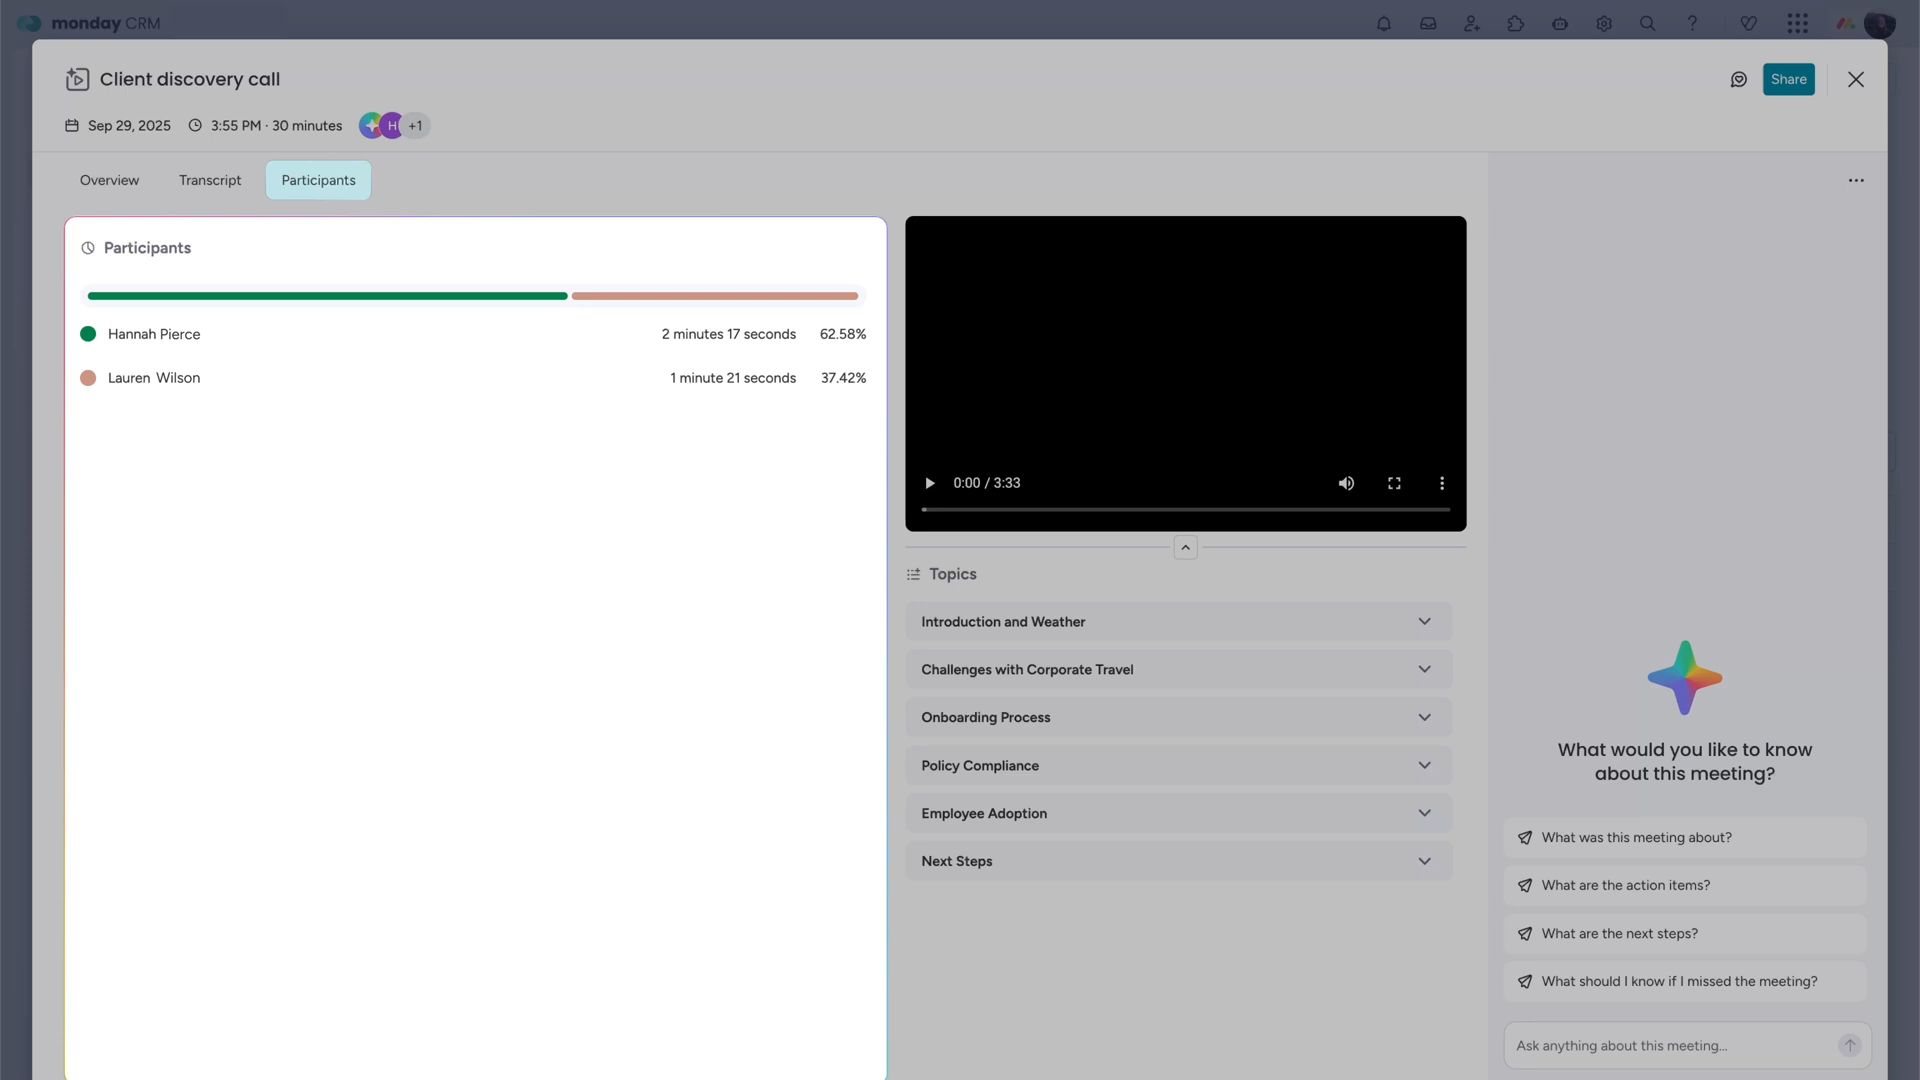 monday CRM
Client discovery call
Share
Sep 29, 2025
3:55 PM · 30 minutes
H
+1
Overview
Transcript
Participants
Participants
Hannah Pierce 2 minutes 17 seconds 62.58%
Lauren Wilson 1 minute 21 seconds 37.42%
0:00 / 3:33
Topics
Introduction and Weather
Challenges with Corporate Travel
Onboarding Process
Policy Compliance
Employee Adoption
Next Steps
What would you like to know
about this meeting?
What was this meeting about?
What are the action items?
What are the next steps?
What should I know if I missed the meeting?
Ask anything about this meeting...